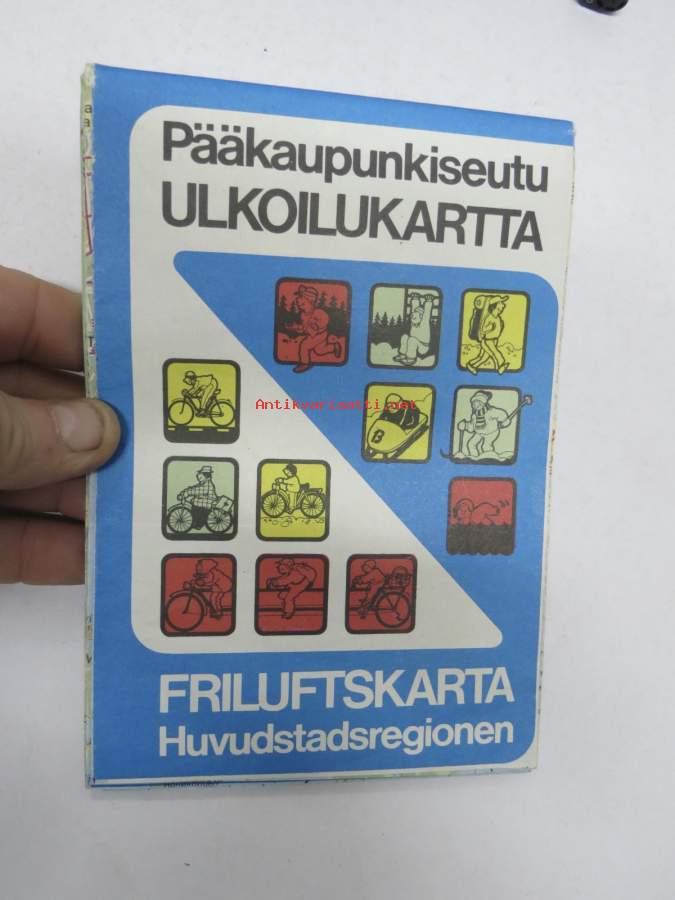 Pääkaupunkiseutu
ULKOILUKARTTA
Antikvariaatti.net
B
FRILUFTSKARTA
Huvudstadsregionen